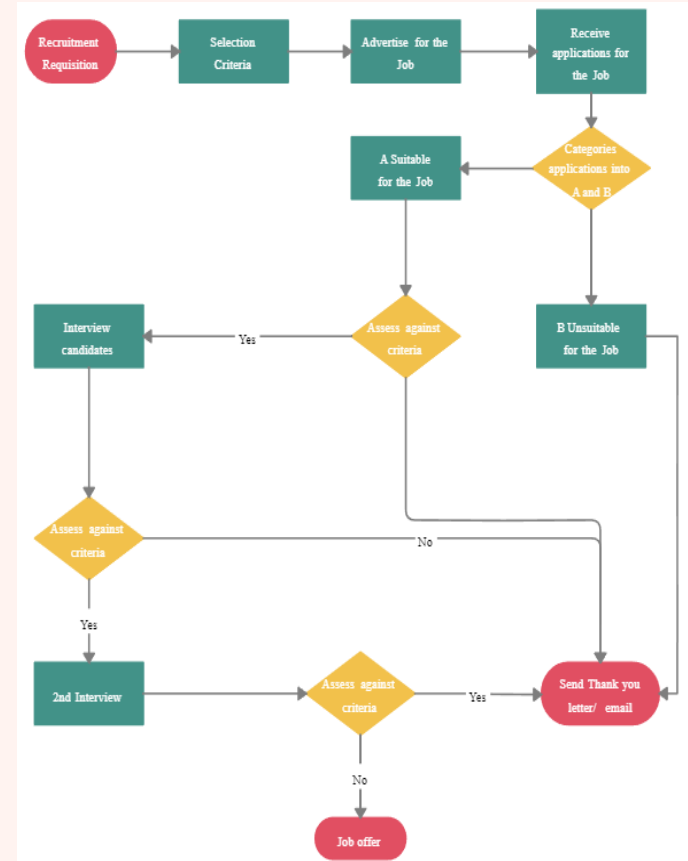 Recruitment
Requisition
Selection
Criteria
Advertise for the
Job
Receive
applications for
the Job
Categories
applications into
A and B
A Suitable
for the Job
Interview
candidates
Yes
Assess against
criteria
B Unsuitable
for the Job
Assess against
criteria
No
Yes
2nd Interview
Assess against
criteria
Yes
Send Thank you
letter/ email
No
Job offer